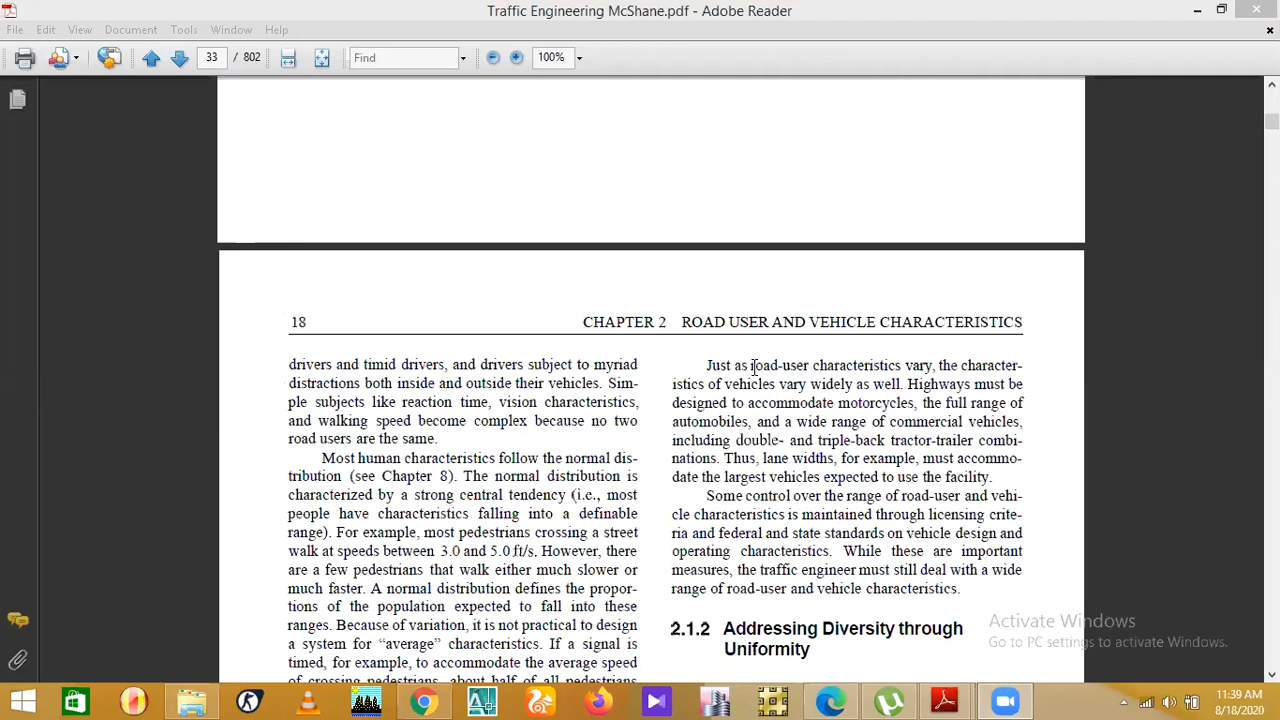 Traffic Engineering McShane.pdf - Adobe Reader
File Edit View Document Tools Window Help
33 / 802 Find 100%
18 CHAPTER 2 ROAD USER AND VEHICLE CHARACTERISTICS
drivers and timid drivers, and drivers subject to myriad
distractions both inside and outside their vehicles. Sim-
ple subjects like reaction time, vision characteristics,
and walking speed become complex because no two
road users are the same.
Most human characteristics follow the normal dis-
tribution (see Chapter 8). The normal distribution is
characterized by a strong central tendency (i.e., most
people have characteristics falling into a definable
range). For example, most pedestrians crossing a street
walk at speeds between 3.0 and 5.0 ft/s. However, there
are a few pedestrians that walk either much slower or
much faster. A normal distribution defines the propor-
tions of the population expected to fall into these
ranges. Because of variation, it is not practical to design
a system for “average” characteristics. If a signal is
timed, for example, to accommodate the average speed
of crossing pedestrians, about half of all pedestrians
Just as road-user characteristics vary, the character-
istics of vehicles vary widely as well. Highways must be
designed to accommodate motorcycles, the full range of
automobiles, and a wide range of commercial vehicles,
including double- and triple-back tractor-trailer combi-
nations. Thus, lane widths, for example, must accommo-
date the largest vehicles expected to use the facility.
Some control over the range of road-user and vehi-
cle characteristics is maintained through licensing crite-
ria and federal and state standards on vehicle design and
operating characteristics. While these are important
measures, the traffic engineer must still deal with a wide
range of road-user and vehicle characteristics.
2.1.2 Addressing Diversity through
Uniformity
Activate Windows
Go to PC settings to activate Windows.
11:39 AM
8/18/2020